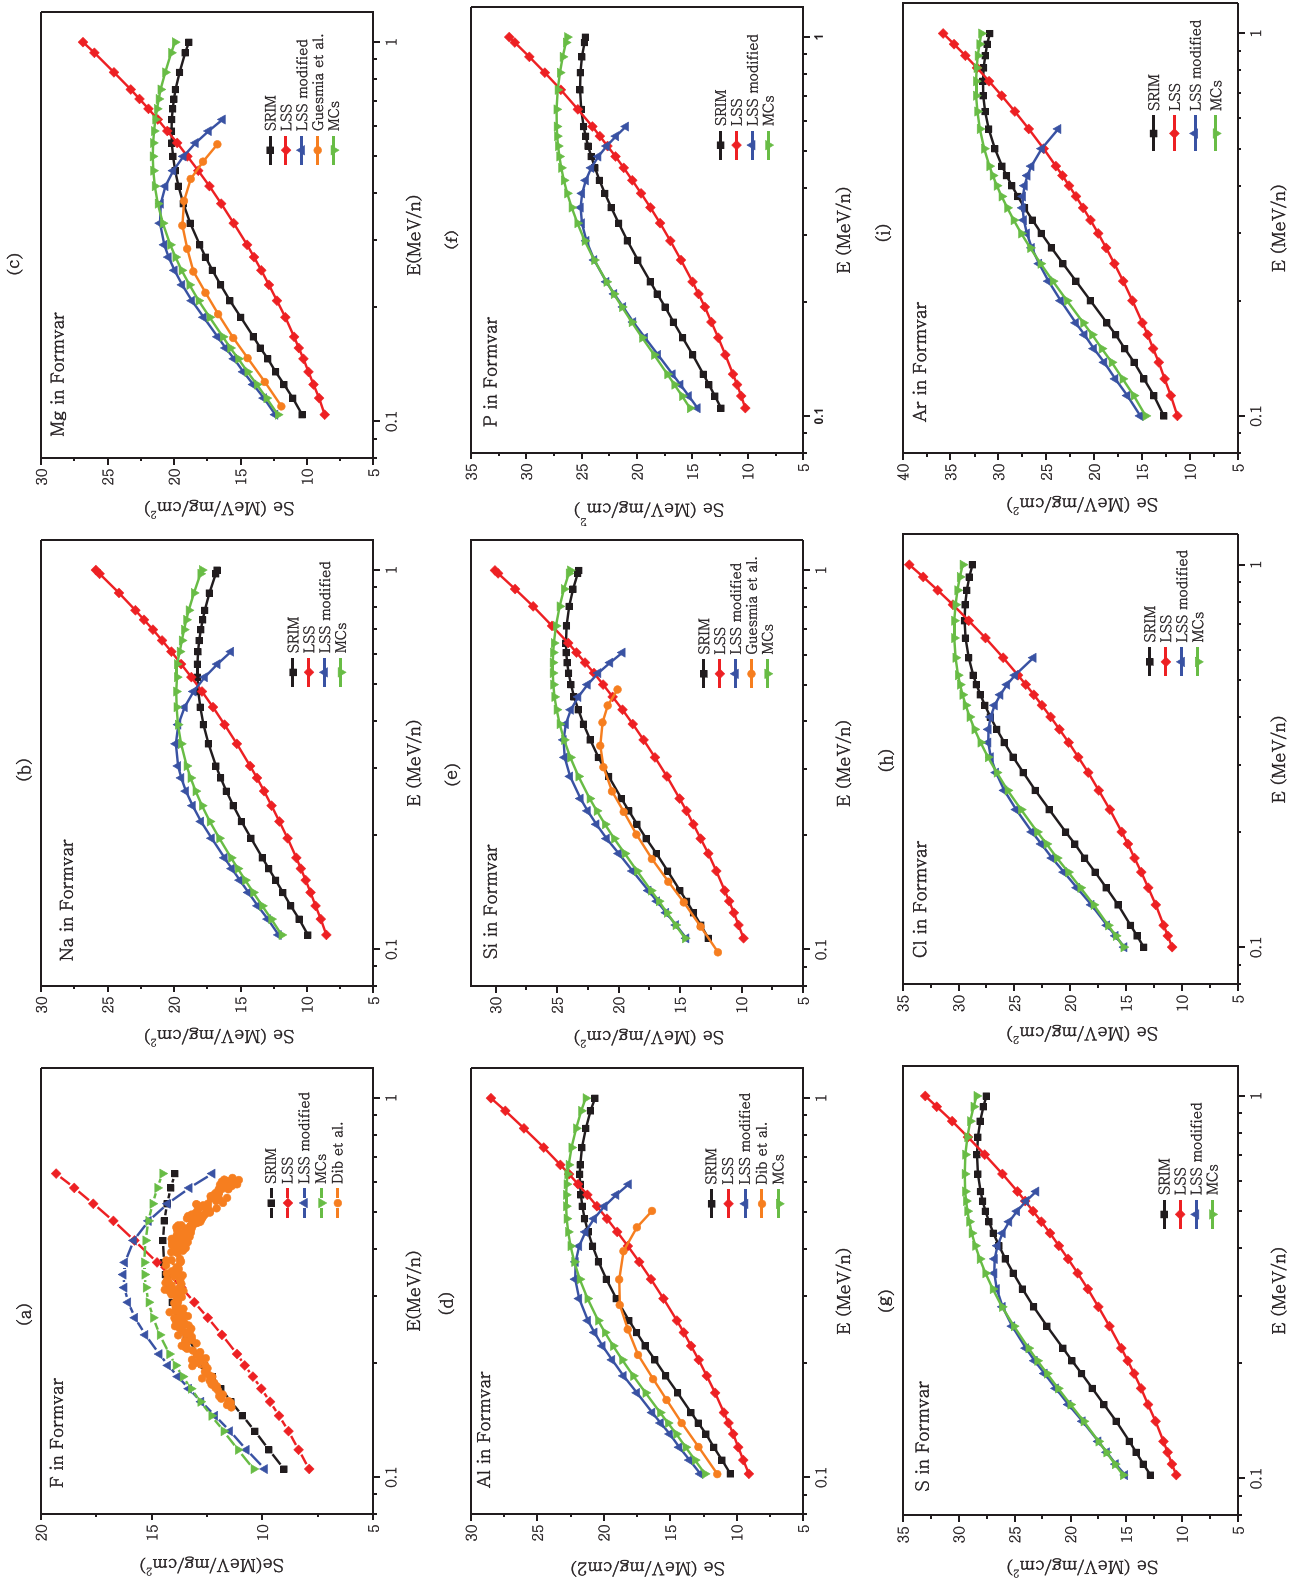 (a)
F in Formvar
20
15
10
5
Se(MeV/mg/cm²)
0.1
1
E(MeV/n)
SRIM
LSS
LSS modified
MCs
Dib et al.
(b)
Na in Formvar
30
25
20
15
10
5
Se (MeV/mg/cm²)
0.1
1
E (MeV/n)
SRIM
LSS
LSS modified
MCs
(c)
Mg in Formvar
30
25
20
15
10
5
Se (MeV/mg/cm²)
0.1
1
E(MeV/n)
SRIM
LSS
LSS modified
Guesmia et al.
MCs
(d)
Al in Formvar
30
25
20
15
10
5
Se (MeV/mg/cm2)
0.1
1
E (MeV/n)
SRIM
LSS
LSS modified
Dib et al.
MCs
(e)
Si in Formvar
30
25
20
15
10
5
Se (MeV/mg/cm²)
0.1
1
E (MeV/n)
SRIM
LSS
LSS modified
Guesmia et al.
MCs
(f)
P in Formvar
35
30
25
20
15
10
5
Se (MeV/mg/cm²)
0.1
1
E (MeV/n)
SRIM
LSS
LSS modified
MCs
(g)
S in Formvar
35
30
25
20
15
10
5
Se (MeV/mg/cm²)
0.1
1
E (MeV/n)
SRIM
LSS
LSS modified
MCs
(h)
Cl in Formvar
35
30
25
20
15
10
5
Se (MeV/mg/cm²)
0.1
1
E (MeV/n)
SRIM
LSS
LSS modified
MCs
(i)
Ar in Formvar
40
35
30
25
20
15
10
5
Se (MeV/mg/cm²)
0.1
1
E (MeV/n)
SRIM
LSS
LSS modified
MCs